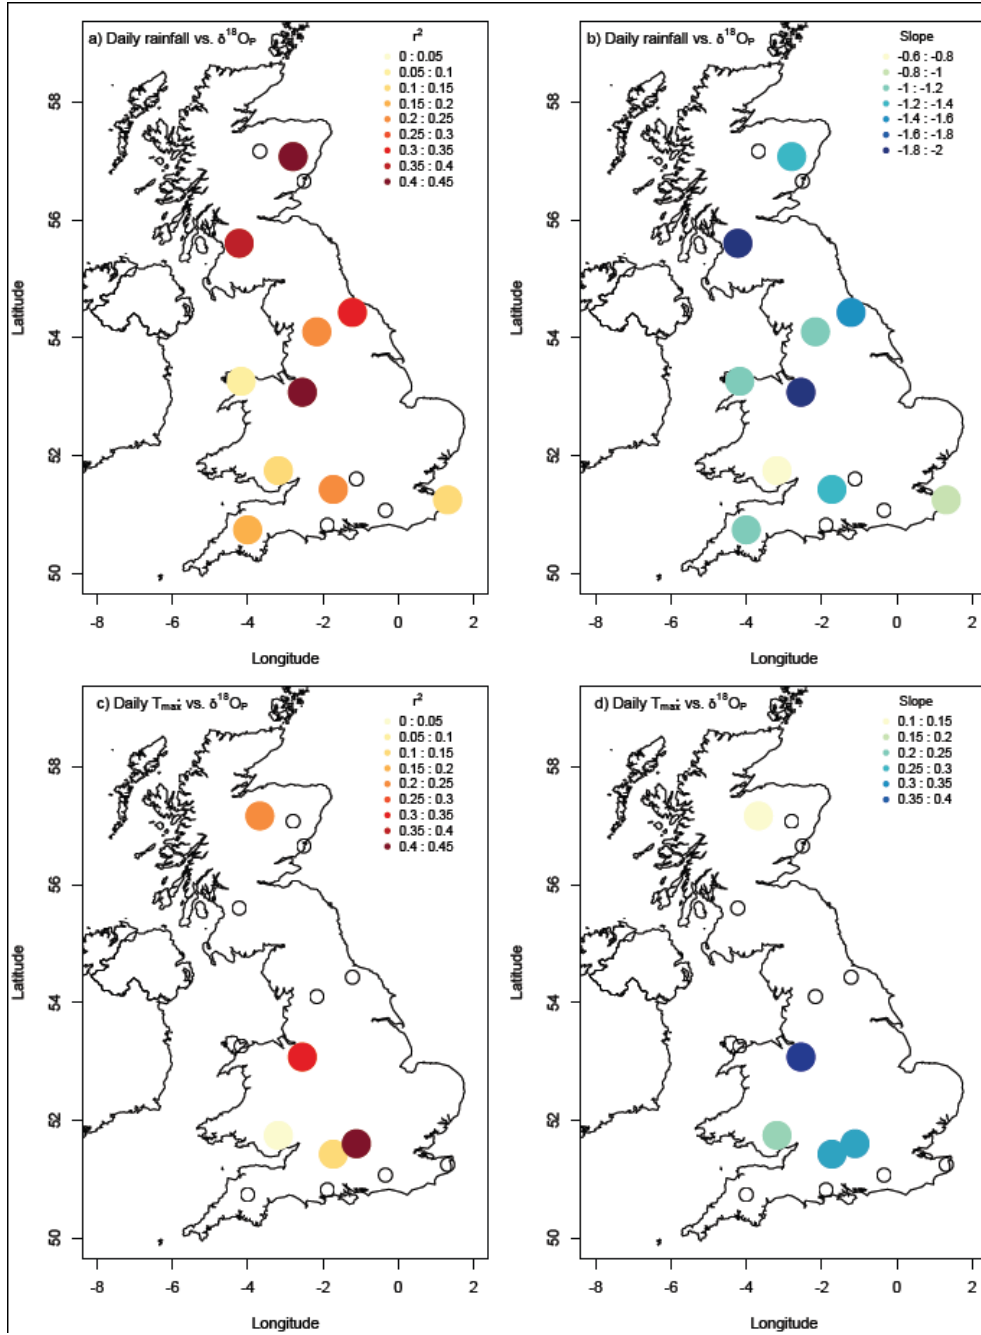 a) Daily rainfall vs. δ¹⁸Oₚ
r²
0 : 0.05
0.05 : 0.1
0.1 : 0.15
0.15 : 0.2
0.2 : 0.25
0.25 : 0.3
0.3 : 0.35
0.35 : 0.4
0.4 : 0.45
Latitude
58
56
54
52
50
-8 -6 -4 -2 0 2
Longitude
b) Daily rainfall vs. δ¹⁸Oₚ
Slope
-0.6 : -0.8
-0.8 : -1
-1 : -1.2
-1.2 : -1.4
-1.4 : -1.6
-1.6 : -1.8
-1.8 : -2
Latitude
58
56
54
52
50
-8 -6 -4 -2 0 2
Longitude
c) Daily Tmax vs. δ¹⁸Oₚ
r²
0 : 0.05
0.05 : 0.1
0.1 : 0.15
0.15 : 0.2
0.2 : 0.25
0.25 : 0.3
0.3 : 0.35
0.35 : 0.4
0.4 : 0.45
Latitude
58
56
54
52
50
-8 -6 -4 -2 0 2
Longitude
d) Daily Tmax vs. δ¹⁸Oₚ
Slope
0.1 : 0.15
0.15 : 0.2
0.2 : 0.25
0.25 : 0.3
0.3 : 0.35
0.35 : 0.4
Latitude
58
56
54
52
50
-8 -6 -4 -2 0 2
Longitude